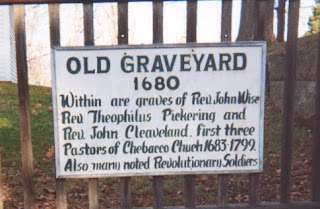 OLD GRAVEYARD
1680
Within are graves of Rev. John Wise
Rev. Theophilus Pickering and
Rev. John Cleaveland, first three
Pastors of Chebacco Chuch 1683-1799.
Also many noted Revolutionary Soldiers